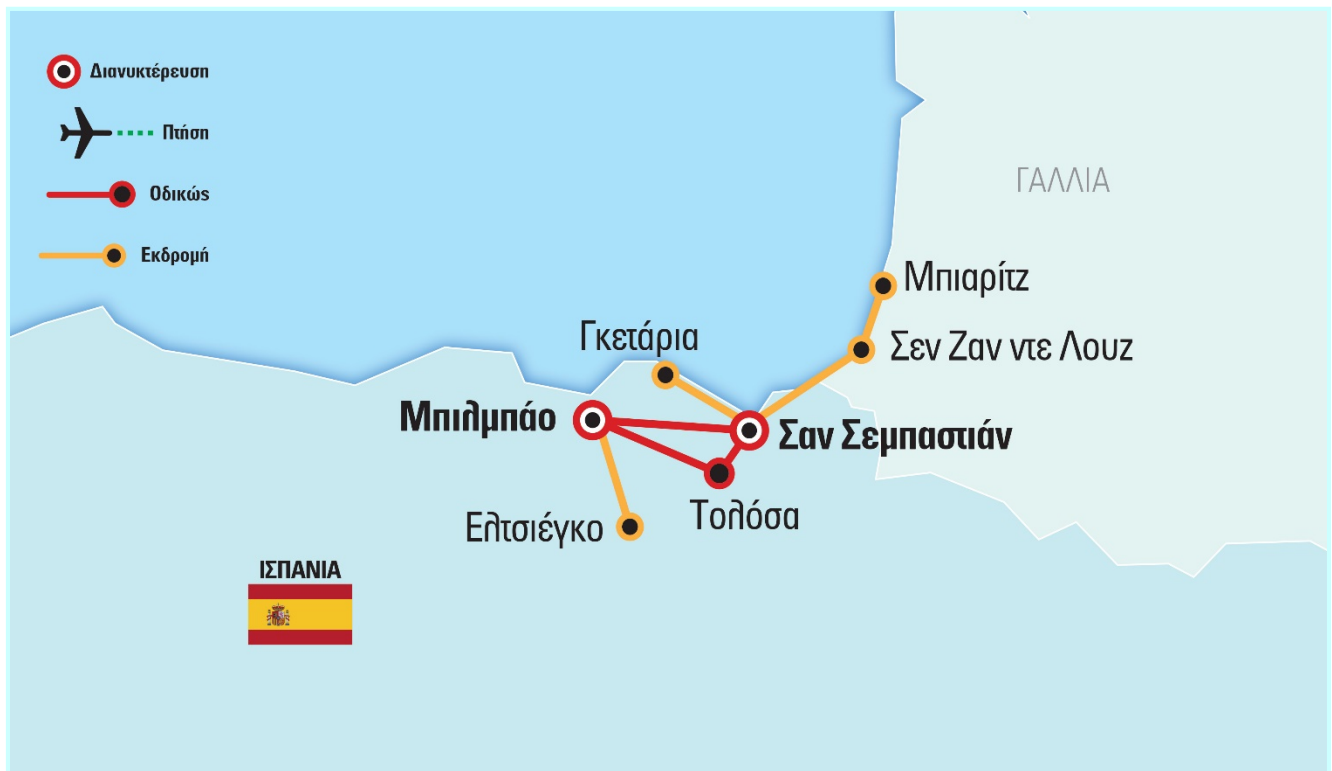 Διανυκτέρευση
Πτήση
Οδικώς
Εκδρομή
ΓΑΛΛΙΑ
Μπιαρίτζ
Σεν Ζαν ντε Λουζ
Γκετάρια
Μπιλμπάο
Σαν Σεμπαστιάν
Τολόσα
Ελτσιέγκο
ΙΣΠΑΝΙΑ